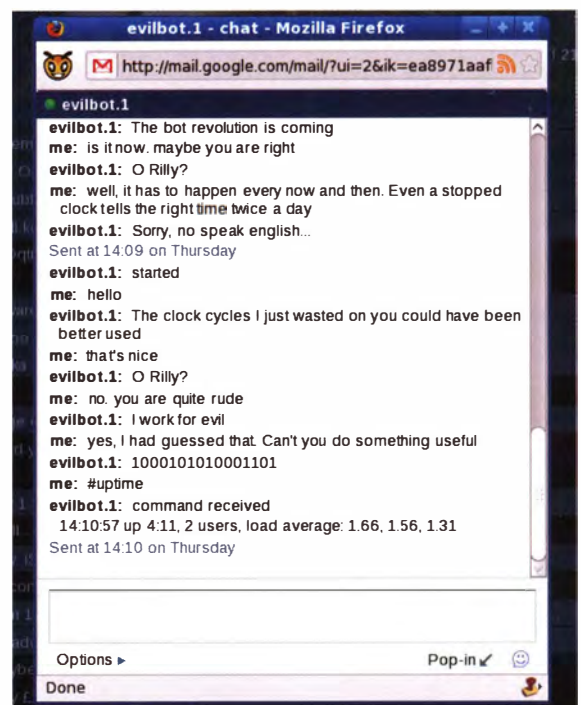 evilbot.1 - chat - Mozilla Firefox
http://mail.google.com/mail/?ui=2&ik=ea8971aaf
evilbot.1
evilbot.1: The bot revolution is coming
me: is it now. maybe you are right
evilbot.1: O Rilly?
me: well, it has to happen every now and then. Even a stopped
clock tells the right time twice a day
evilbot.1: Sorry, no speak english...
Sent at 14:09 on Thursday
evilbot.1: started
me: hello
evilbot.1: The clock cycles I just wasted on you could have been
better used
me: that's nice
evilbot.1: O Rilly?
me: no. you are quite rude
evilbot.1: I work for evil
me: yes, I had guessed that. Can't you do something useful
evilbot.1: 1000101010001101
me: #uptime
evilbot.1: command received
14:10:57 up 4:11, 2 users, load average: 1.66, 1.56, 1.31
Sent at 14:10 on Thursday
Options
Pop-in
Done